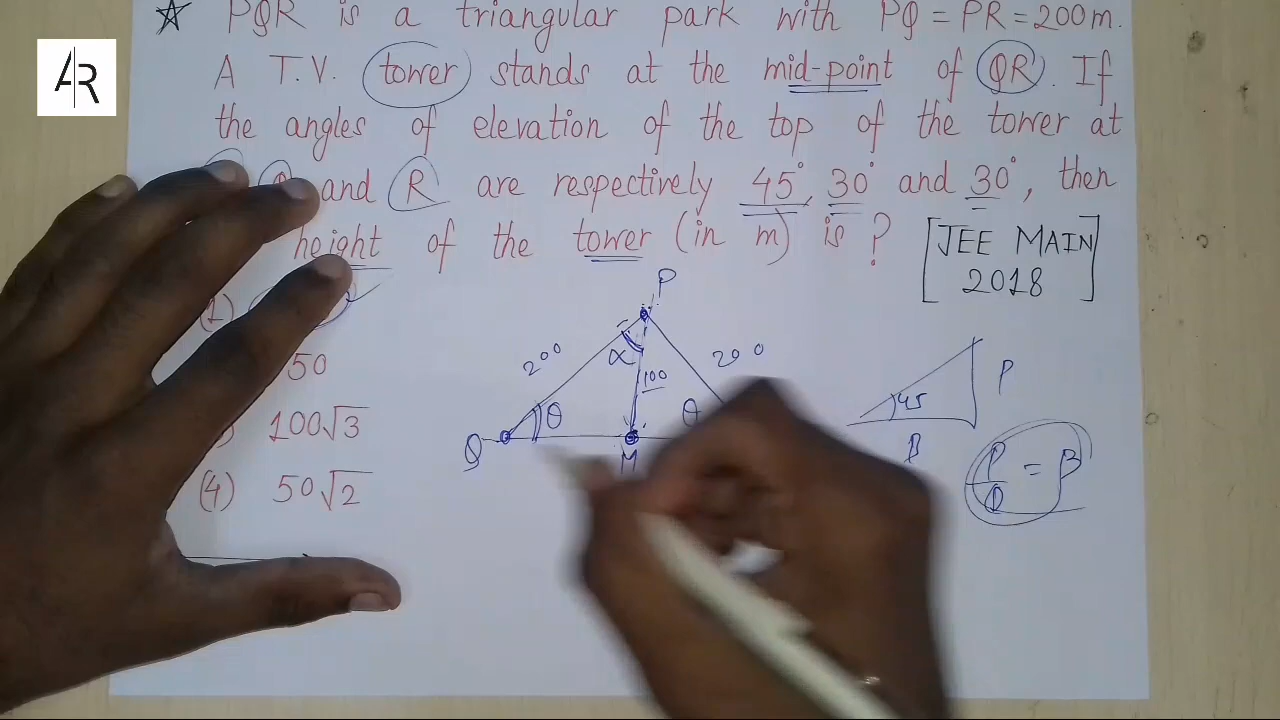 AR
PQR is a triangular park with PQ = PR = 200m.
A T.V. tower stands at the mid-point of QR. If
the angles of elevation of the top of the tower at
and R are respectively 45°, 30° and 30°, then
height of the tower (in m) is ?
[JEE MAIN
2018]
(1)
50
100√3
(4) 50√2
P
200
200
α
100
θ
θ
Q
M
45
P
B
P = B